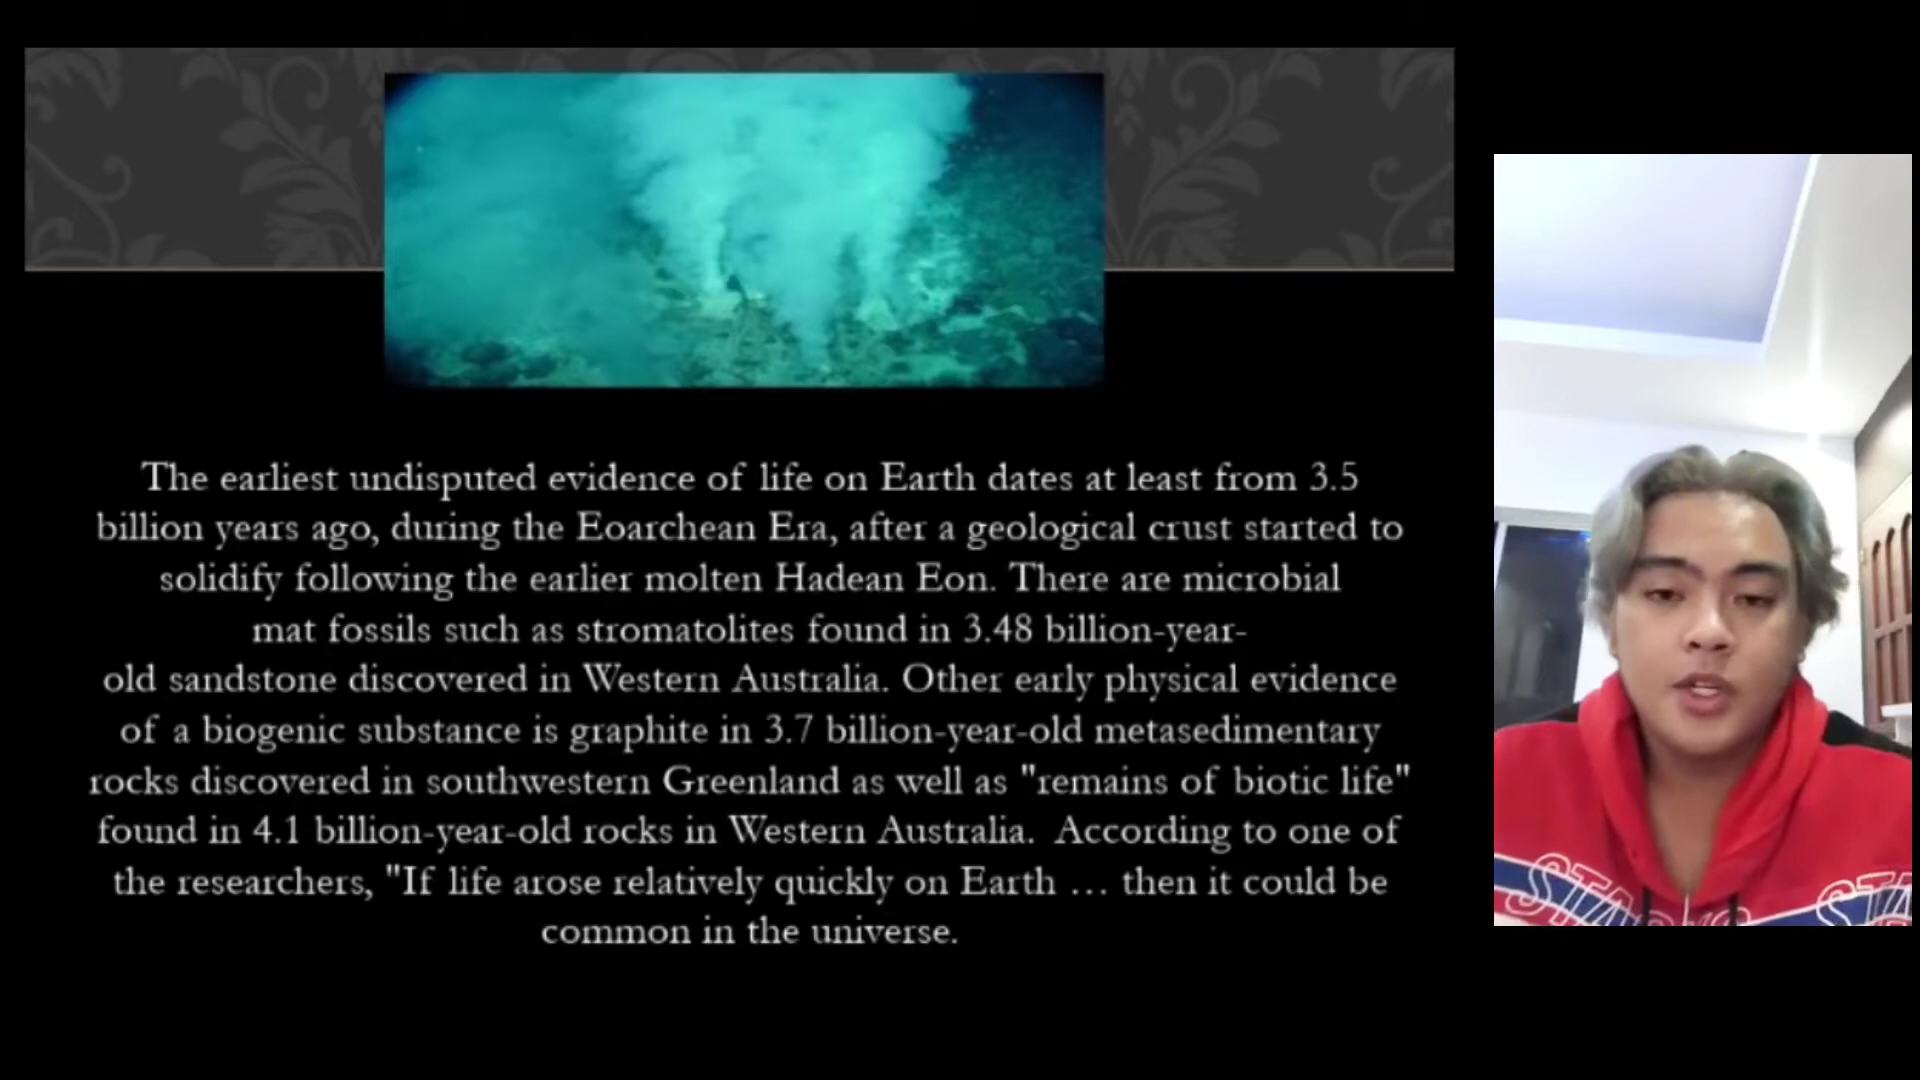 The earliest undisputed evidence of life on Earth dates at least from 3.5
billion years ago, during the Eoarchean Era, after a geological crust started to
solidify following the earlier molten Hadean Eon. There are microbial
mat fossils such as stromatolites found in 3.48 billion-year-
old sandstone discovered in Western Australia. Other early physical evidence
of a biogenic substance is graphite in 3.7 billion-year-old metasedimentary
rocks discovered in southwestern Greenland as well as "remains of biotic life"
found in 4.1 billion-year-old rocks in Western Australia. According to one of
the researchers, "If life arose relatively quickly on Earth … then it could be
common in the universe.